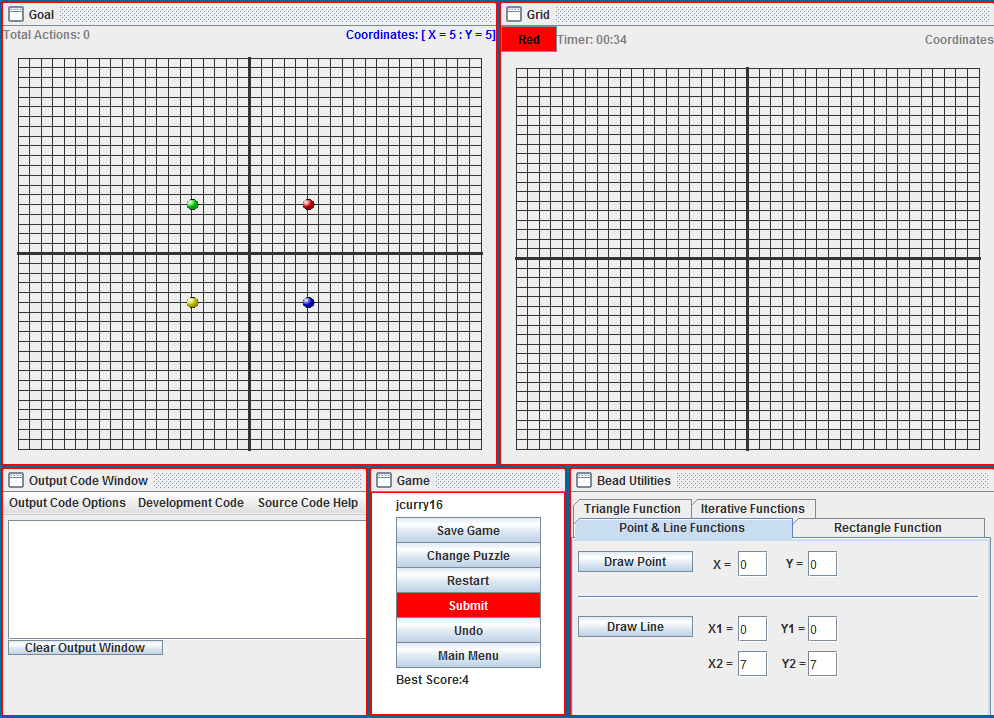 Goal
Total Actions: 0 Coordinates: [ X = 5 : Y = 5]
Grid
Red Timer: 00:34 Coordinates
Output Code Window
Output Code Options Development Code Source Code Help
Clear Output Window
Game
jcurry16
Save Game
Change Puzzle
Restart
Submit
Undo
Main Menu
Best Score:4
Bead Utilities
Triangle Function Iterative Functions
Point & Line Functions Rectangle Function
Draw Point X = 0 Y = 0
Draw Line X1 = 0 Y1 = 0
X2 = 7 Y2 = 7